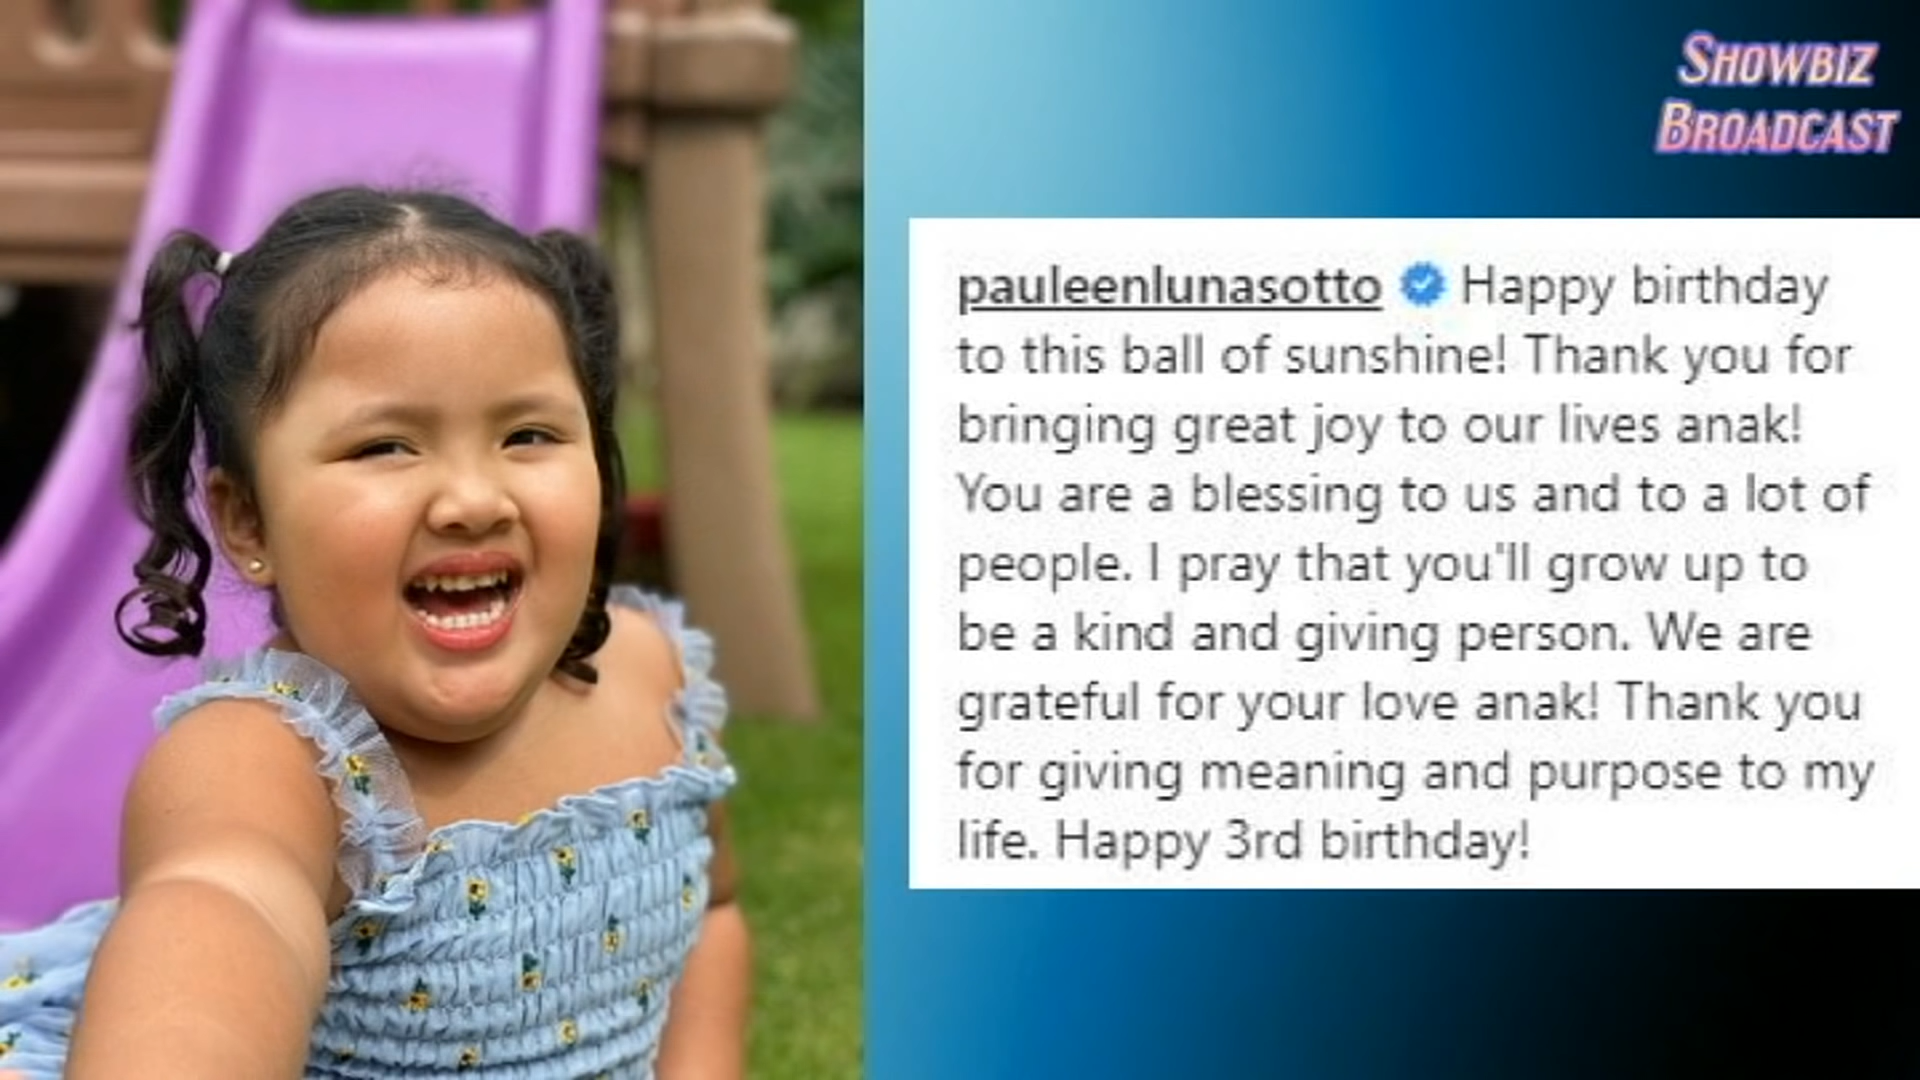 SHOWBIZ
BROADCAST
pauleenlunasotto Happy birthday
to this ball of sunshine! Thank you for
bringing great joy to our lives anak!
You are a blessing to us and to a lot of
people. I pray that you'll grow up to
be a kind and giving person. We are
grateful for your love anak! Thank you
for giving meaning and purpose to my
life. Happy 3rd birthday!